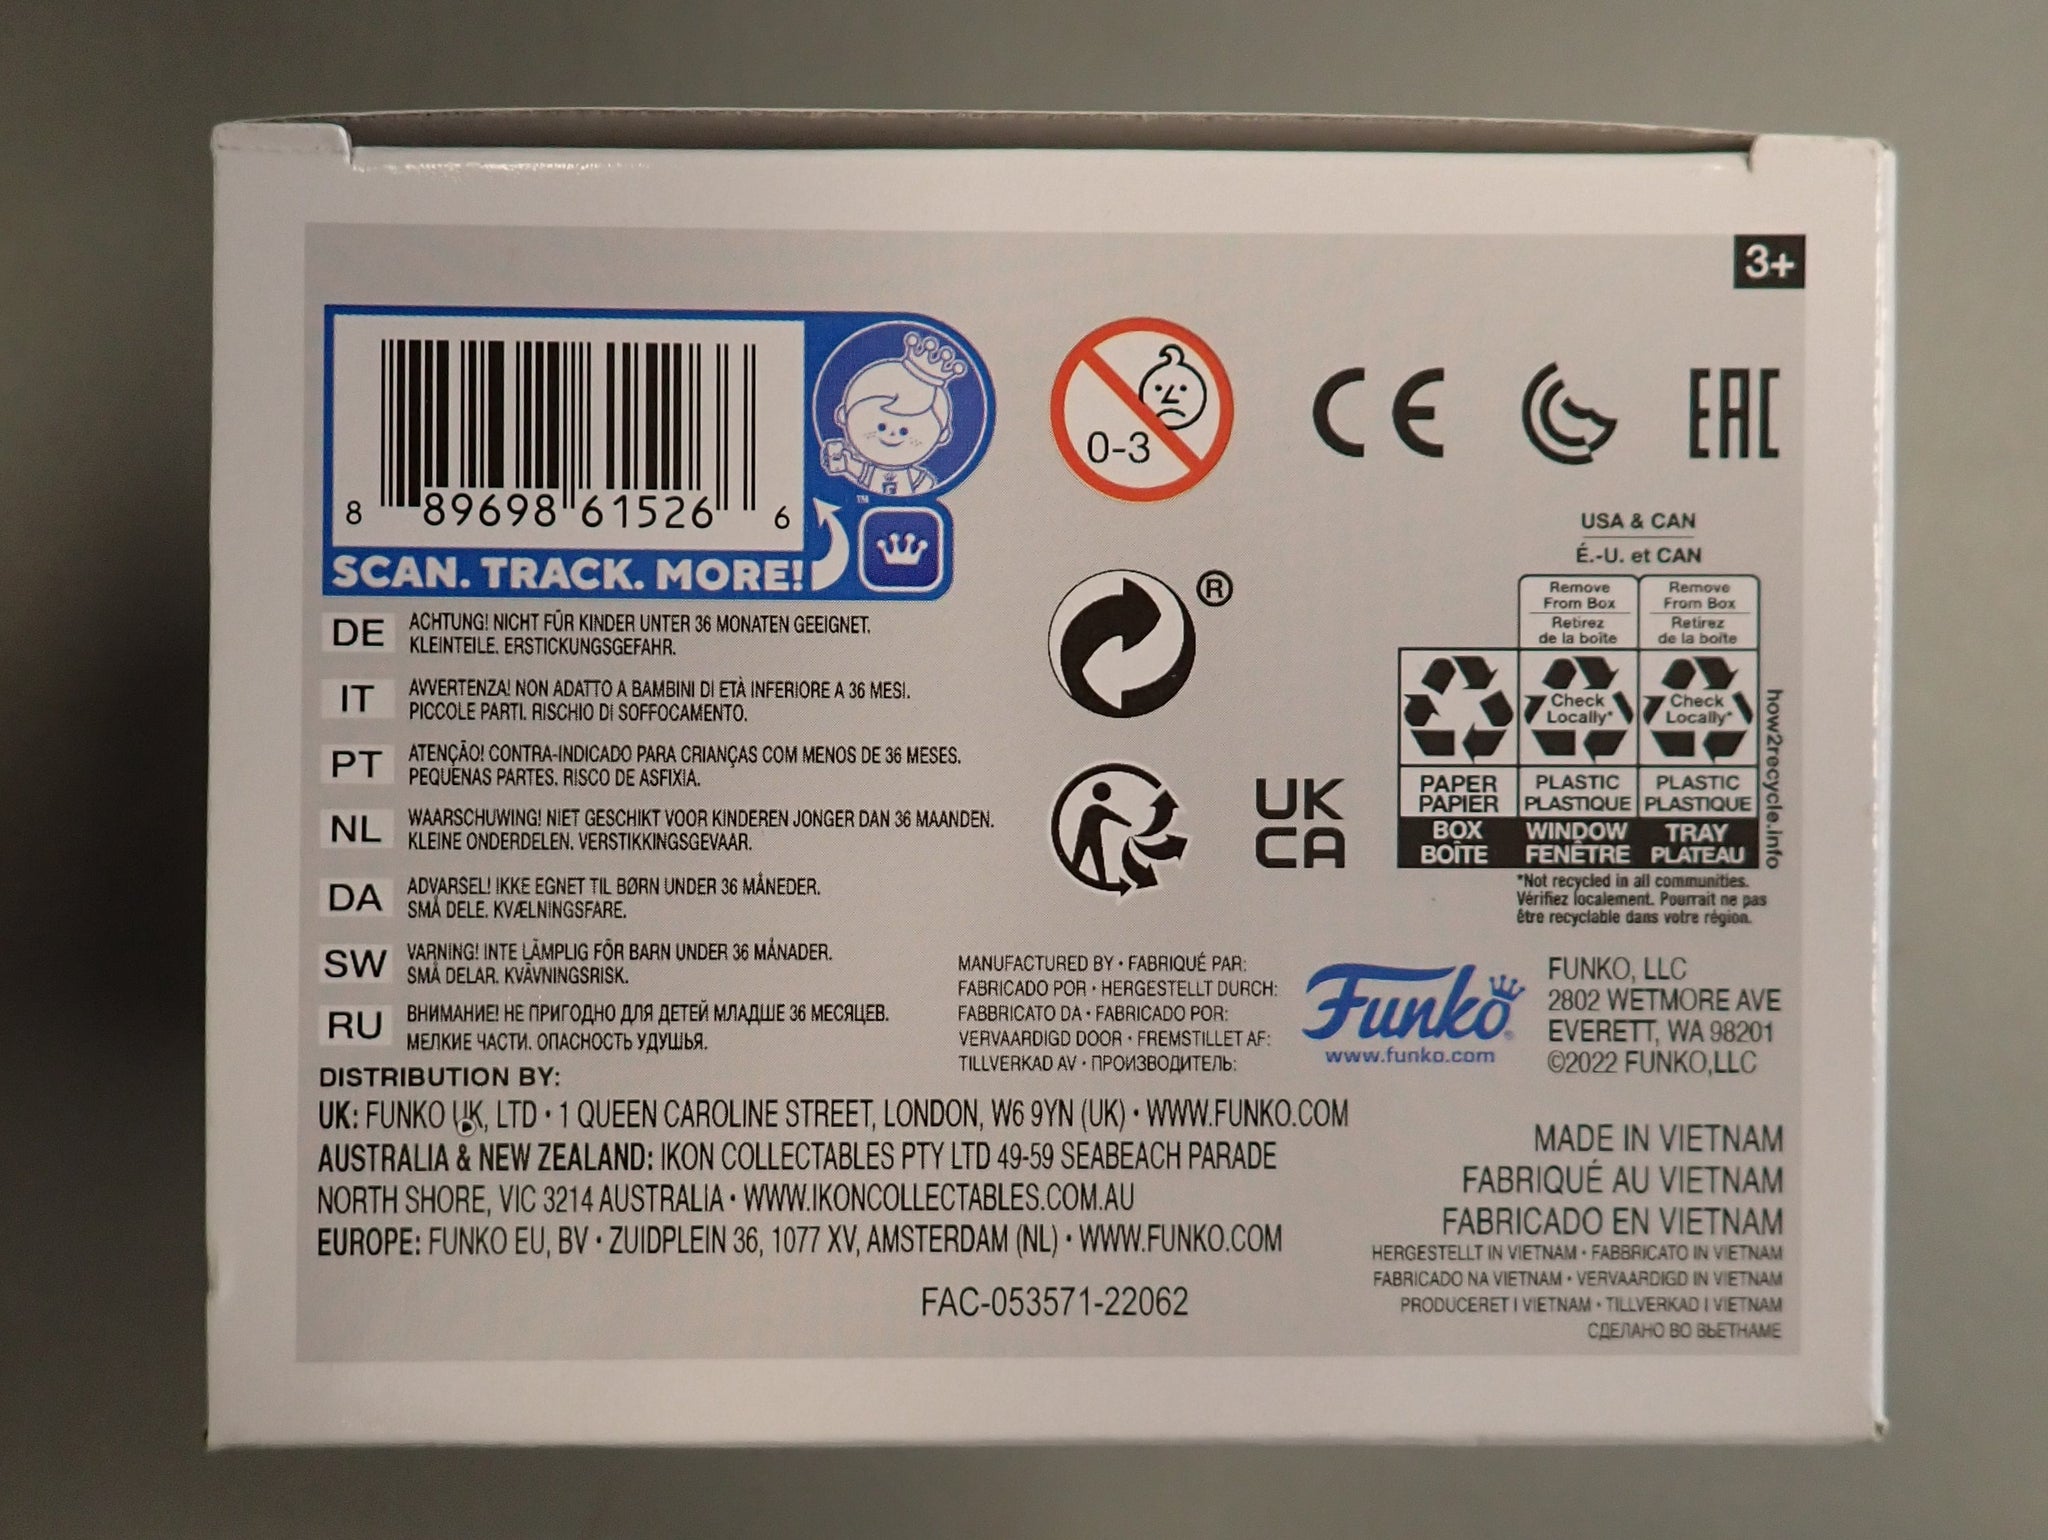 3+
8 89698 61526 6
SCAN. TRACK. MORE!
™
0-3
CE
EAC
®
UK
CA
USA & CAN
É.-U. et CAN
Remove From Box
Retirez de la boîte
Remove From Box
Retirez de la boîte
Check Locally*
Check Locally*
PAPER
PAPIER
PLASTIC
PLASTIQUE
PLASTIC
PLASTIQUE
BOX
BOÎTE
WINDOW
FENÊTRE
TRAY
PLATEAU
how2recycle.info
*Not recycled in all communities.
Vérifiez localement. Pourrait ne pas
être recyclable dans votre région.
DE ACHTUNG! NICHT FÜR KINDER UNTER 36 MONATEN GEEIGNET.
KLEINTEILE. ERSTICKUNGSGEFAHR.
IT AVVERTENZA! NON ADATTO A BAMBINI DI ETÀ INFERIORE A 36 MESI.
PICCOLE PARTI. RISCHIO DI SOFFOCAMENTO.
PT ATENÇÃO! CONTRA-INDICADO PARA CRIANÇAS COM MENOS DE 36 MESES.
PEQUENAS PARTES. RISCO DE ASFIXIA.
NL WAARSCHUWING! NIET GESCHIKT VOOR KINDEREN JONGER DAN 36 MAANDEN.
KLEINE ONDERDELEN. VERSTIKKINGSGEVAAR.
DA ADVARSEL! IKKE EGNET TIL BØRN UNDER 36 MÅNEDER.
SMÅ DELE. KVÆLNINGSFARE.
SW VARNING! INTE LÄMPLIG FÖR BARN UNDER 36 MÅNADER.
SMÅ DELAR. KVÄVNINGSRISK.
RU ВНИМАНИЕ! НЕ ПРИГОДНО ДЛЯ ДЕТЕЙ МЛАДШЕ 36 МЕСЯЦЕВ.
МЕЛКИЕ ЧАСТИ. ОПАСНОСТЬ УДУШЬЯ.
MANUFACTURED BY • FABRIQUÉ PAR:
FABRICADO POR • HERGESTELLT DURCH:
FABBRICATO DA • FABRICADO POR:
VERVAARDIGD DOOR • FREMSTILLET AF:
TILLVERKAD AV • ПРОИЗВОДИТЕЛЬ:
Funko®
www.funko.com
FUNKO, LLC
2802 WETMORE AVE
EVERETT, WA 98201
©2022 FUNKO,LLC
DISTRIBUTION BY:
UK: FUNKO UK, LTD • 1 QUEEN CAROLINE STREET, LONDON, W6 9YN (UK) • WWW.FUNKO.COM
AUSTRALIA & NEW ZEALAND: IKON COLLECTABLES PTY LTD 49-59 SEABEACH PARADE
NORTH SHORE, VIC 3214 AUSTRALIA • WWW.IKONCOLLECTABLES.COM.AU
EUROPE: FUNKO EU, BV • ZUIDPLEIN 36, 1077 XV, AMSTERDAM (NL) • WWW.FUNKO.COM
FAC-053571-22062
MADE IN VIETNAM
FABRIQUÉ AU VIETNAM
FABRICADO EN VIETNAM
HERGESTELLT IN VIETNAM • FABBRICATO IN VIETNAM
FABRICADO NA VIETNAM • VERVAARDIGD IN VIETNAM
PRODUCERET I VIETNAM • TILLVERKAD I VIETNAM
СДЕЛАНО ВО ВЬЕТНАМЕ